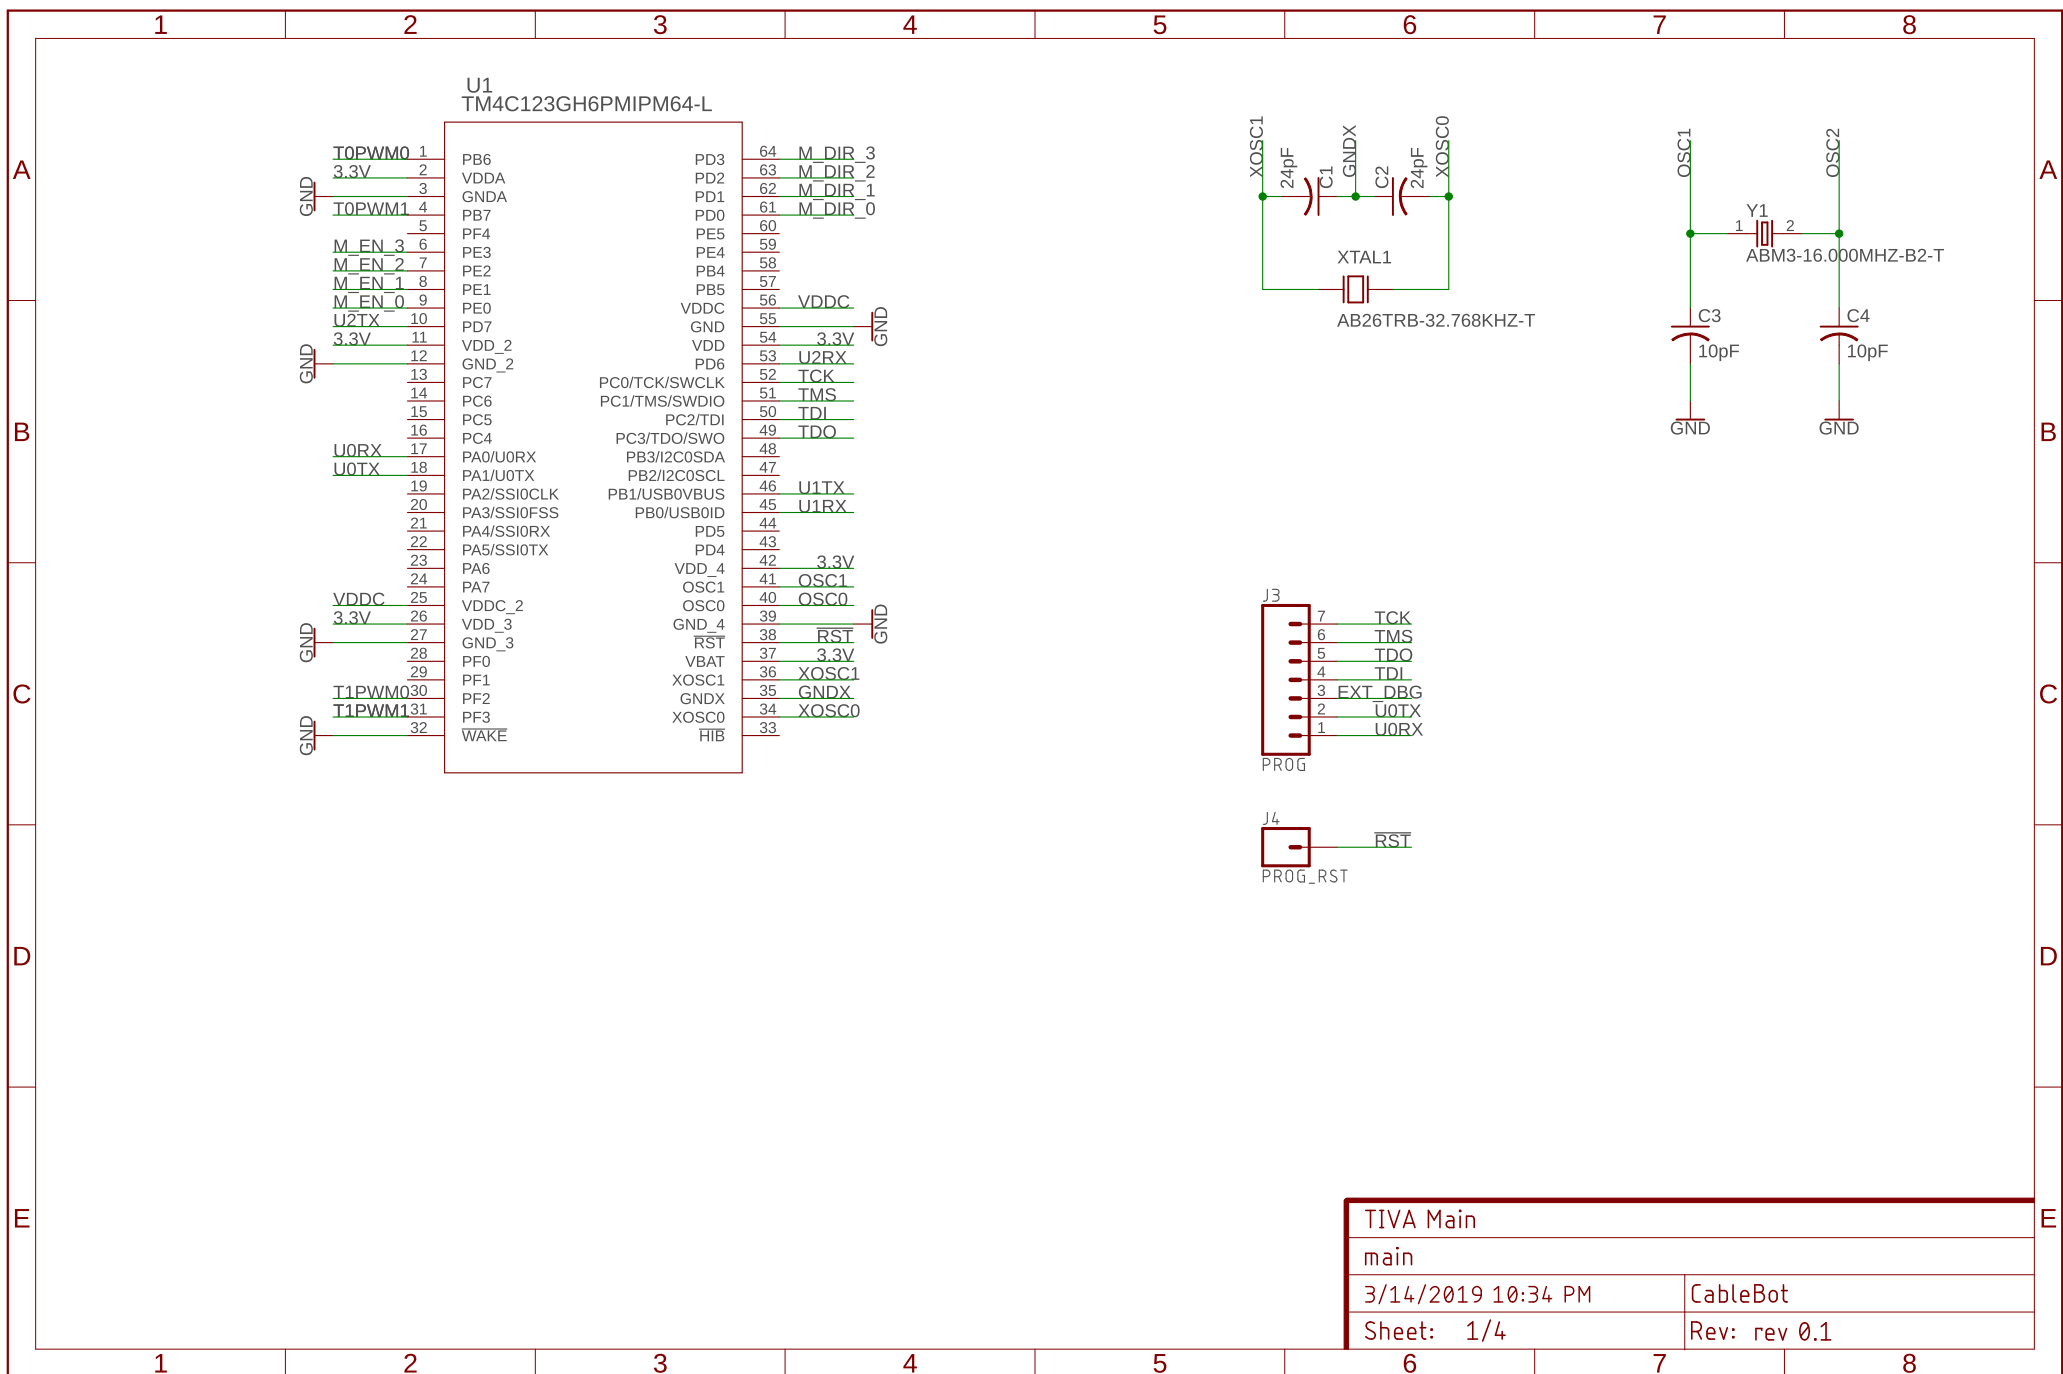 1 2 3 4 5 6 7 8
A A
B B
C C
D D
E E
U1
TM4C123GH6PMIPM64-L
T0PWM0 1 PB6 PD3 64 M_DIR_3
3.3V 2 VDDA PD2 63 M_DIR_2
GND 3 GNDA PD1 62 M_DIR_1
T0PWM1 4 PB7 PD0 61 M_DIR_0
5 PF4 PE5 60
M_EN_3 6 PE3 PE4 59
M_EN_2 7 PE2 PB4 58
M_EN_1 8 PE1 PB5 57
M_EN_0 9 PE0 VDDC 56 VDDC
U2TX 10 PD7 GND 55 GND
3.3V 11 VDD_2 VDD 54 3.3V
GND 12 GND_2 PD6 53 U2RX
13 PC7 PC0/TCK/SWCLK 52 TCK
14 PC6 PC1/TMS/SWDIO 51 TMS
15 PC5 PC2/TDI 50 TDI
16 PC4 PC3/TDO/SWO 49 TDO
U0RX 17 PA0/U0RX PB3/I2C0SDA 48
U0TX 18 PA1/U0TX PB2/I2C0SCL 47
19 PA2/SSI0CLK PB1/USB0VBUS 46 U1TX
20 PA3/SSI0FSS PB0/USB0ID 45 U1RX
21 PA4/SSI0RX PD5 44
22 PA5/SSI0TX PD4 43
23 PA6 VDD_4 42 3.3V
24 PA7 OSC1 41 OSC1
VDDC 25 VDDC_2 OSC0 40 OSC0
3.3V 26 VDD_3 GND_4 39 GND
GND 27 GND_3 RST 38 RST
28 PF0 VBAT 37 3.3V
29 PF1 XOSC1 36 XOSC1
T1PWM0 30 PF2 GNDX 35 GNDX
T1PWM1 31 PF3 XOSC0 34 XOSC0
GND 32 WAKE HIB 33
XOSC1 24pF C1 GNDX C2 24pF XOSC0
XTAL1
AB26TRB-32.768KHZ-T
OSC1 OSC2
Y1
1 2
ABM3-16.000MHZ-B2-T
C3 C4
10pF 10pF
GND GND
J3
7 TCK
6 TMS
5 TDO
4 TDI
3 EXT_DBG
2 U0TX
1 U0RX
PROG
J4
RST
PROG_RST
TIVA Main
main
3/14/2019 10:34 PM CableBot
Sheet: 1/4 Rev: rev 0.1
1 2 3 4 5 6 7 8